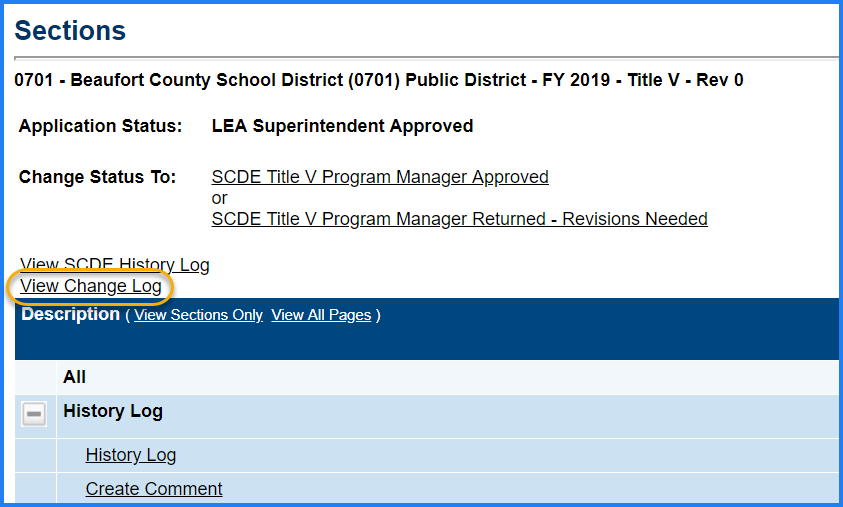 Sections
0701 - Beaufort County School District (0701) Public District - FY 2019 - Title V - Rev 0
Application Status: LEA Superintendent Approved
Change Status To: SCDE Title V Program Manager Approved
or
SCDE Title V Program Manager Returned - Revisions Needed
View SCDE History Log
View Change Log
Description ( View Sections Only View All Pages )
All
History Log
History Log
Create Comment